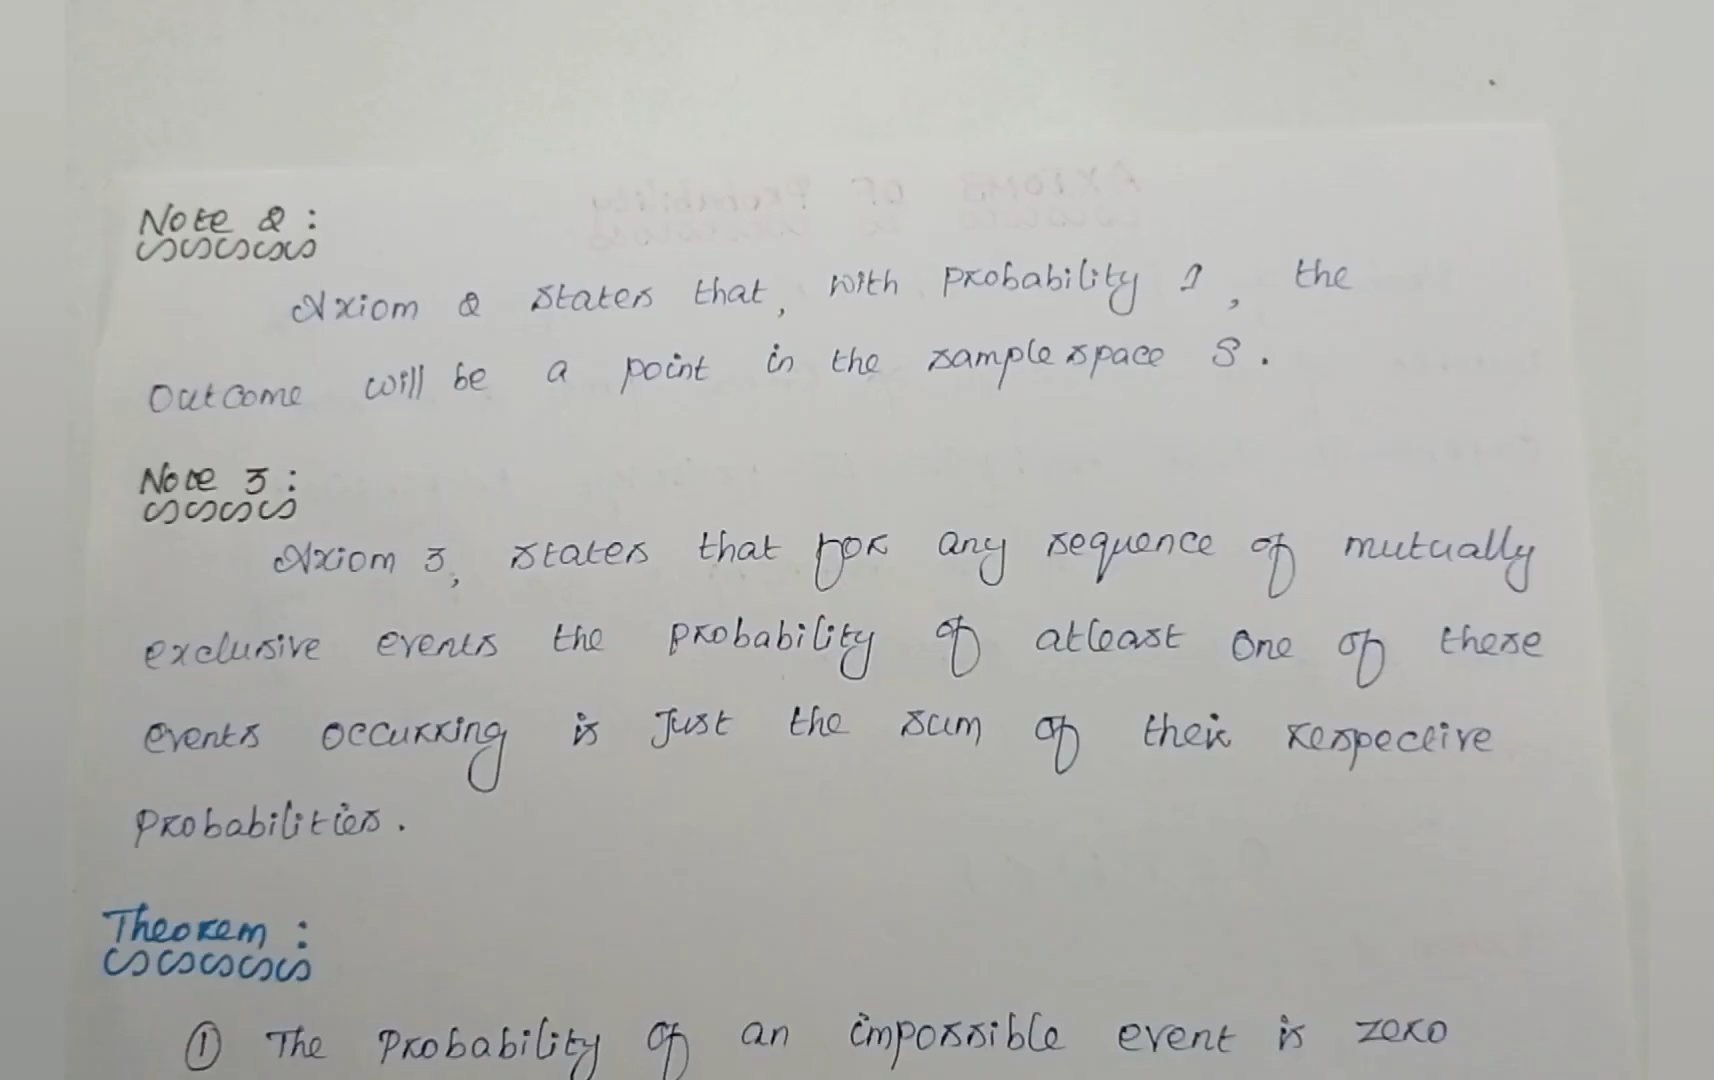 Note 2 :
Axiom 2 states that, with probability 1, the
Outcome will be a point in the sample space S.
Note 3 :
Axiom 3, states that for any sequence of mutually
exclusive events the probability of atleast One of these
events occurring is Just the sum of their respective
Probabilities.
Theorem :
① The Probability of an impossible event is zero